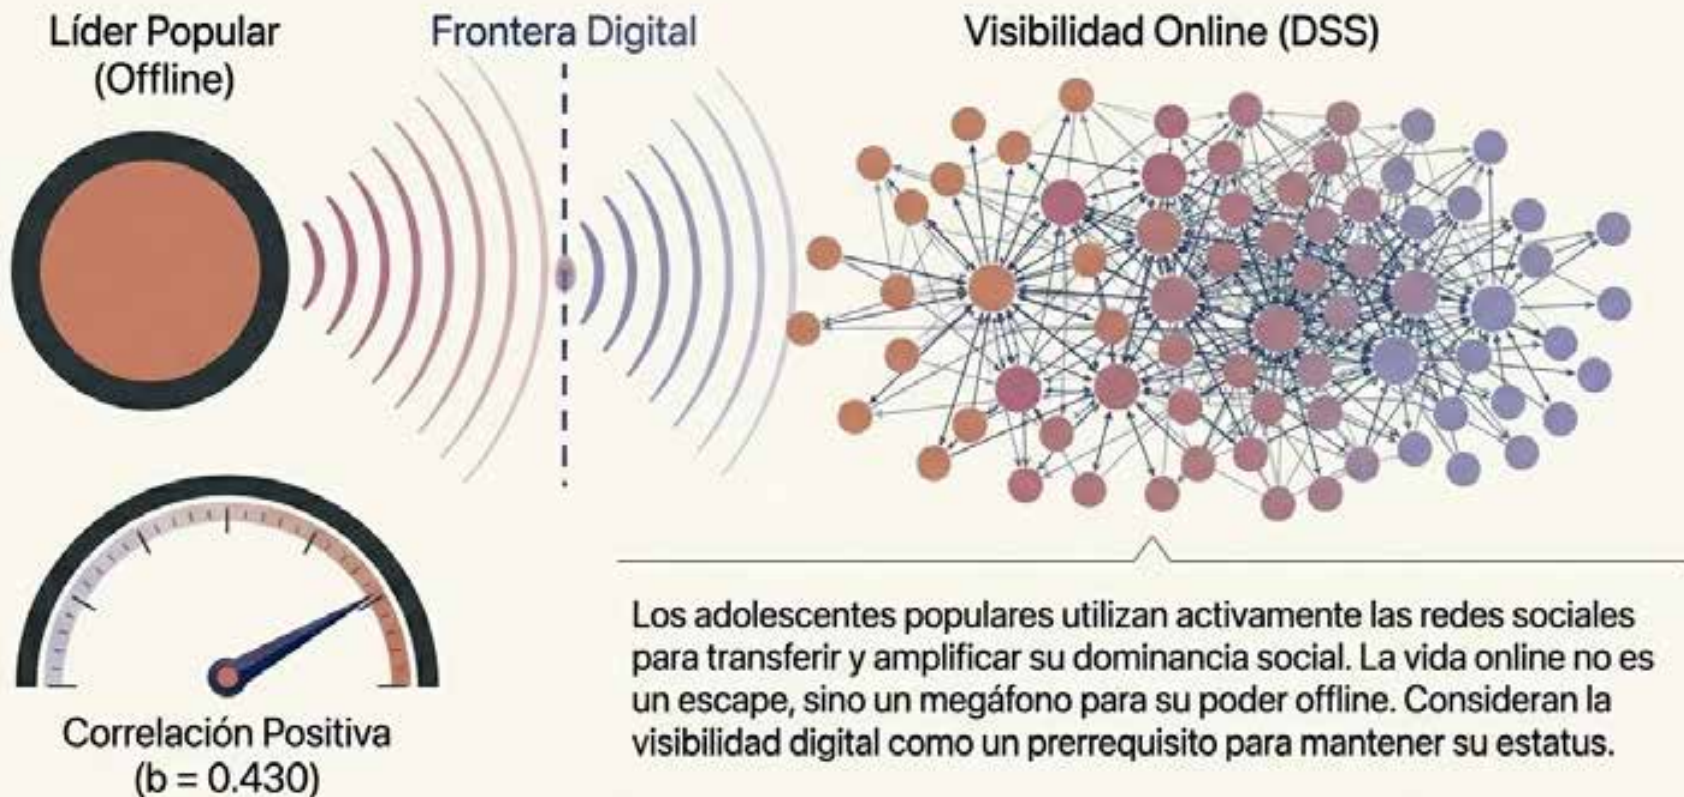 Líder Popular
(Offline)
Frontera Digital
Visibilidad Online (DSS)
Correlación Positiva
(b = 0.430)
Los adolescentes populares utilizan activamente las redes sociales
para transferir y amplificar su dominancia social. La vida online no es
un escape, sino un megáfono para su poder offline. Consideran la
visibilidad digital como un prerrequisito para mantener su estatus.